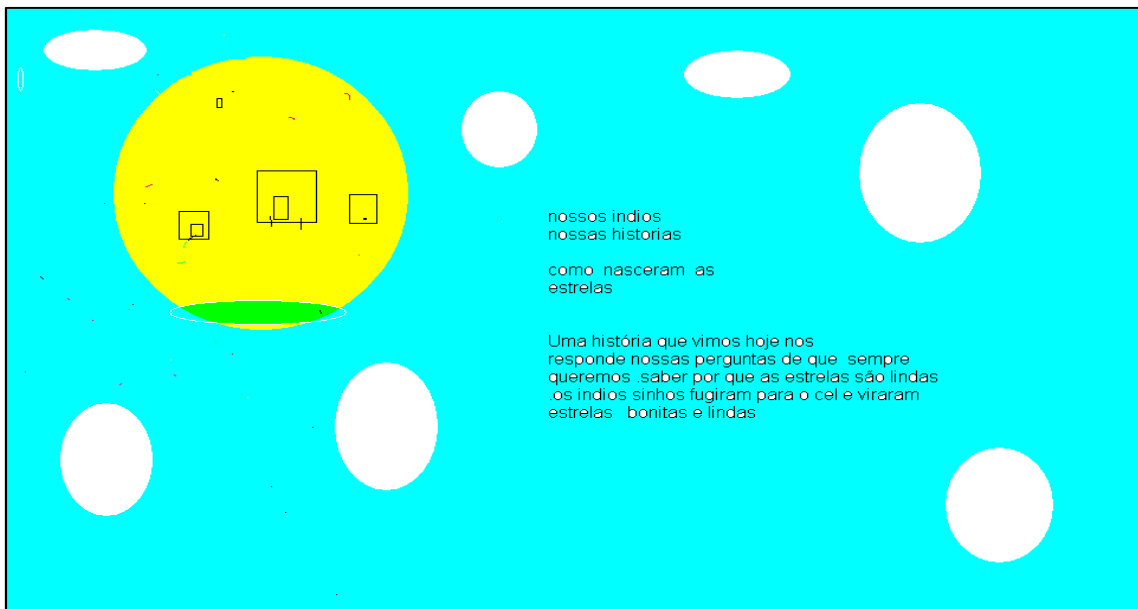 nossos indios
nossas historias
como nasceram as
estrelas
Uma história que vimos hoje nos
responde nossas perguntas de que sempre
queremos .saber por que as estrelas são lindas
.os indios sinhos fugiram para o cel e viraram
estrelas bonitas e lindas